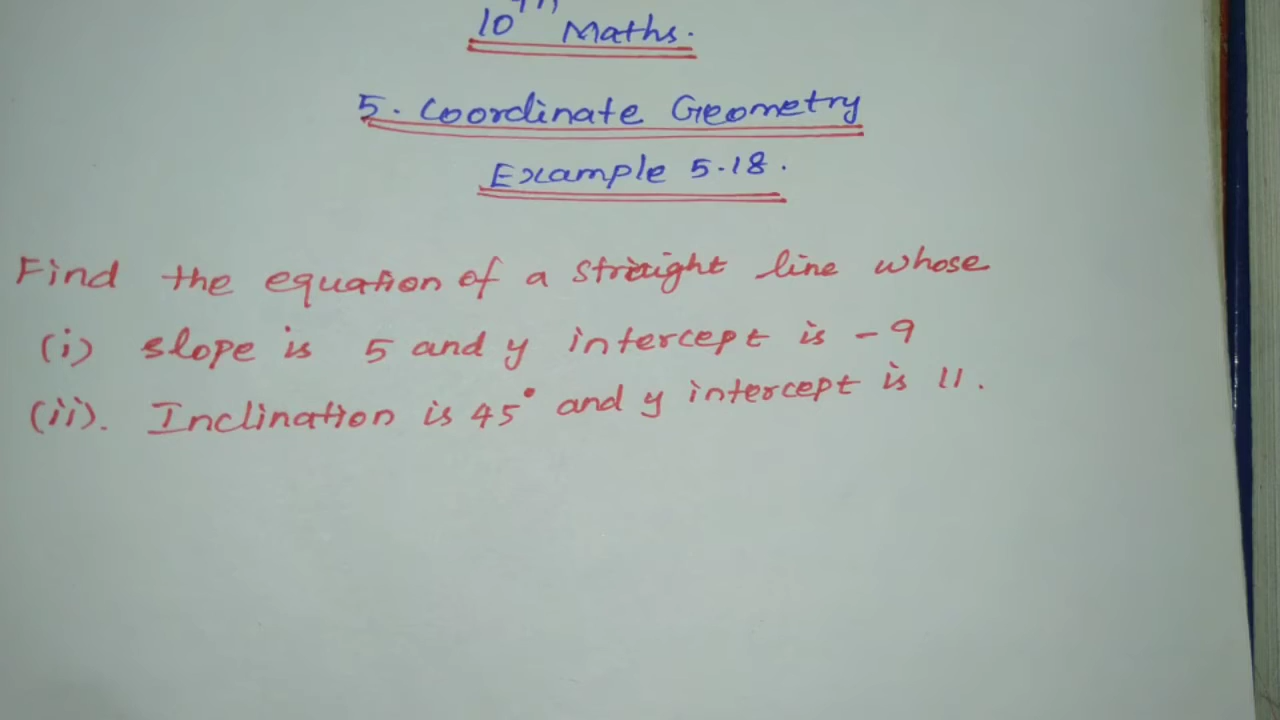 10th Maths.
5. Coordinate Geometry
Example 5.18.
Find the equation of a straight line whose
(i) slope is 5 and y intercept is -9
(ii). Inclination is 45° and y intercept is 11.